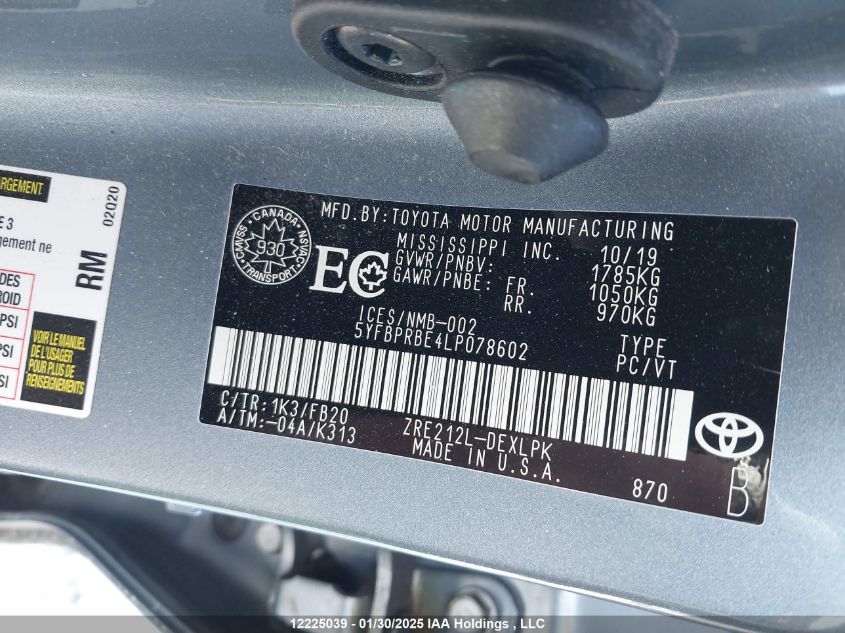 RGEMENT
E 3
gement ne
DES
ROID
PSI
PSI
02020
RM
VOIR LE MANUEL
DE L'USAGER
POUR PLUS DE
RENSEIGNEMENTS
CANADA
930
TRANSPORT
EC
MFD.BY:TOYOTA MOTOR MANUFACTURING
MISSISSIPPI INC. 10/19
GVWR/PNBV: 1785KG
GAWR/PNBE: FR. 1050KG
RR. 970KG
ICES/NMB-002
5YFBPRBE4LP078602
TYPE
PC/VT
C/TR:1K3/FB20
A/TM:-04A/K313
ZRE212L-DEXLPK
MADE IN U.S.A.
870
B
12225039 - 01/30/2025 IAA Holdings , LLC